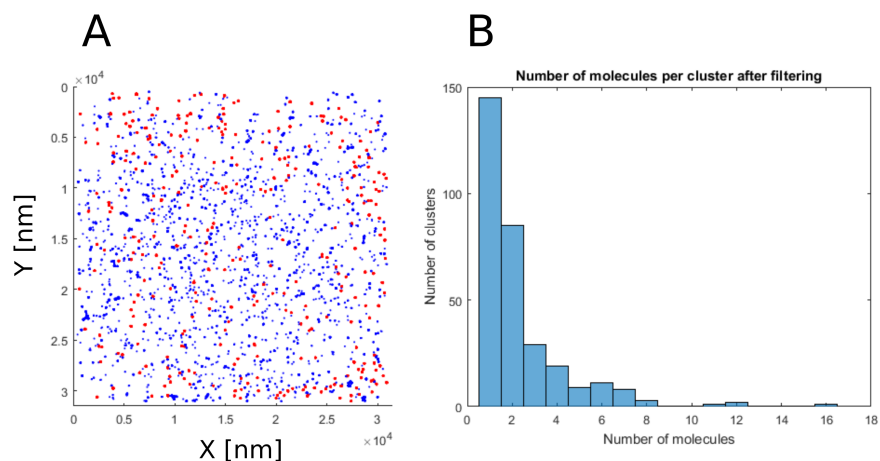 A
×10⁴
0
0.5
1
1.5
2
2.5
3
Y [nm]
0 0.5 1 1.5 2 2.5 3
×10⁴
X [nm]
B
Number of molecules per cluster after filtering
150
100
50
0
Number of clusters
0 2 4 6 8 10 12 14 16 18
Number of molecules